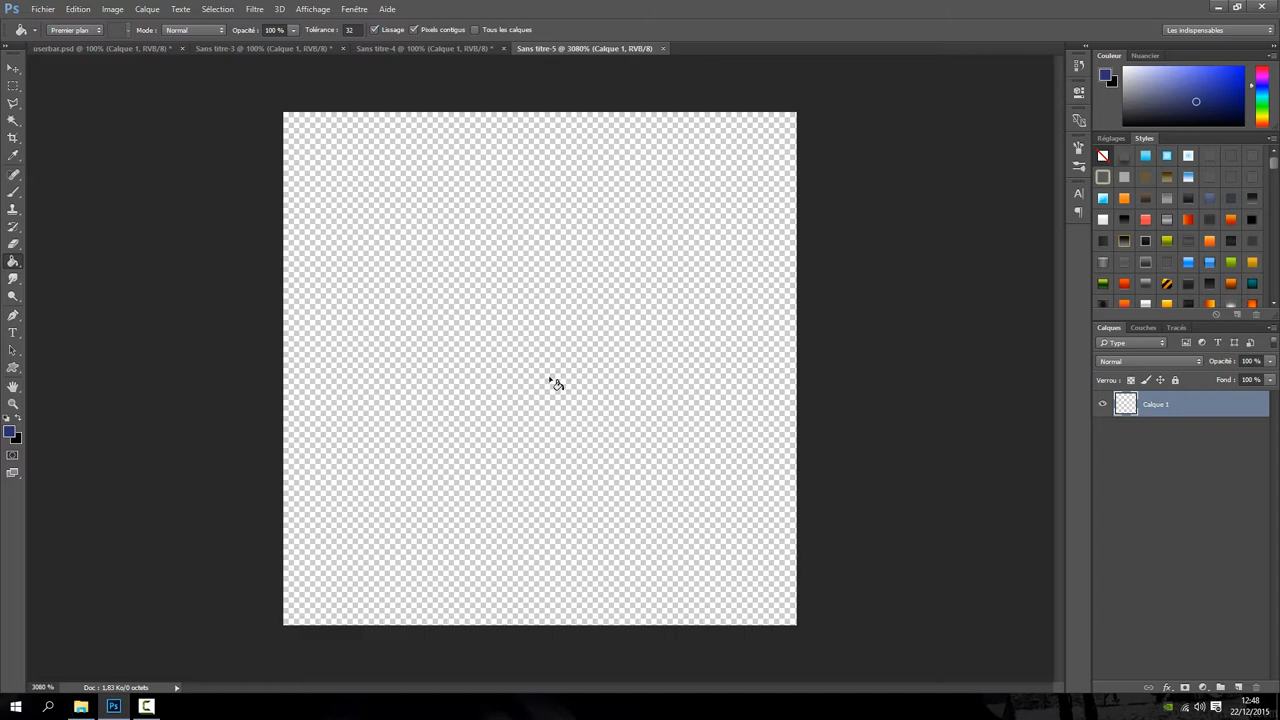 Ps Fichier Edition Image Calque Texte Sélection Filtre 3D Affichage Fenêtre Aide
Premier plan Mode : Normal Opacité : 100 % Tolérance : 32 Lissage Pixels contigus Tous les calques Les indispensables
userbar.psd @ 100% (Calque 1, RVB/8) * × Sans titre-3 @ 100% (Calque 1, RVB/8) * × Sans titre-4 @ 100% (Calque 1, RVB/8) * × Sans titre-5 @ 3080% (Calque 1, RVB/8) ×
Couleur Nuancier
Réglages Styles
Calques Couches Tracés
Type
Normal Opacité : 100 %
Verrou : Fond : 100 %
Calque 1
3080 % Doc : 1,83 Ko/0 octets
12:48
22/12/2015